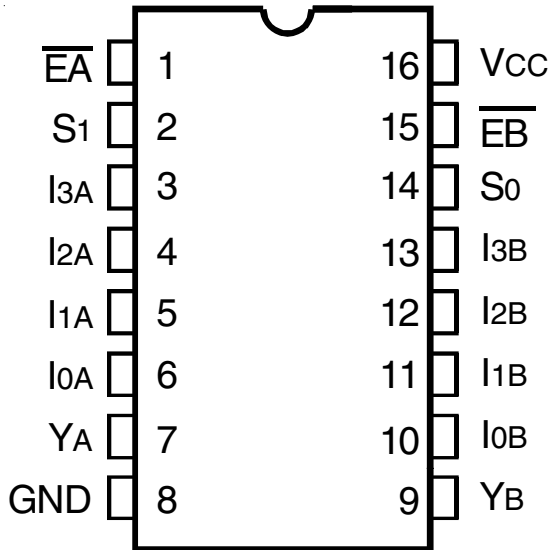 EA 1 16 VCC
S1 2 15 EB
I3A 3 14 S0
I2A 4 13 I3B
I1A 5 12 I2B
I0A 6 11 I1B
YA 7 10 I0B
GND 8 9 YB